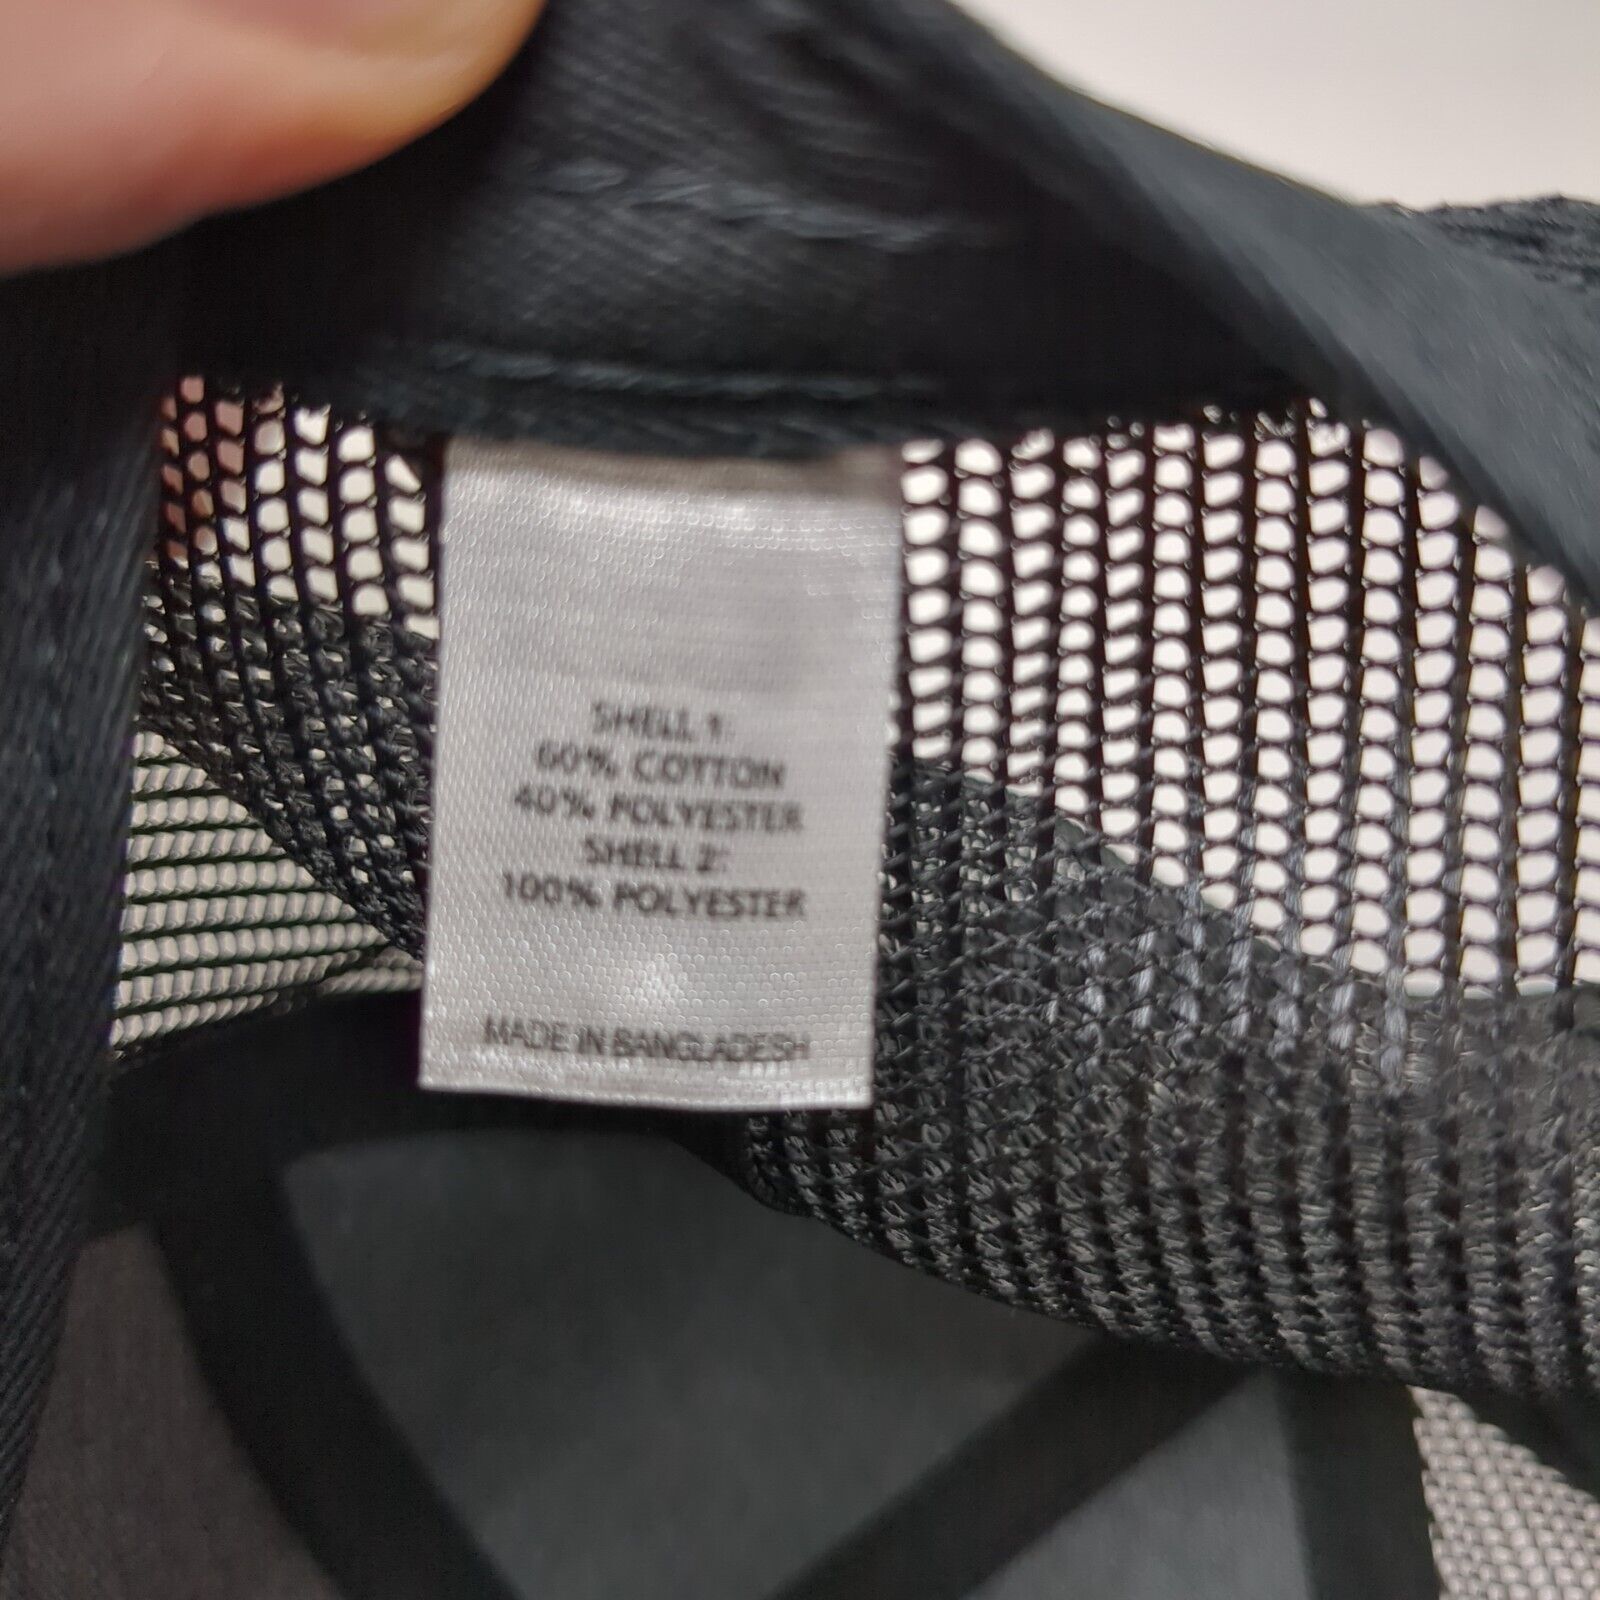 SHELL 1:
60% COTTON
40% POLYESTER
SHELL 2:
100% POLYESTER
MADE IN BANGLADESH